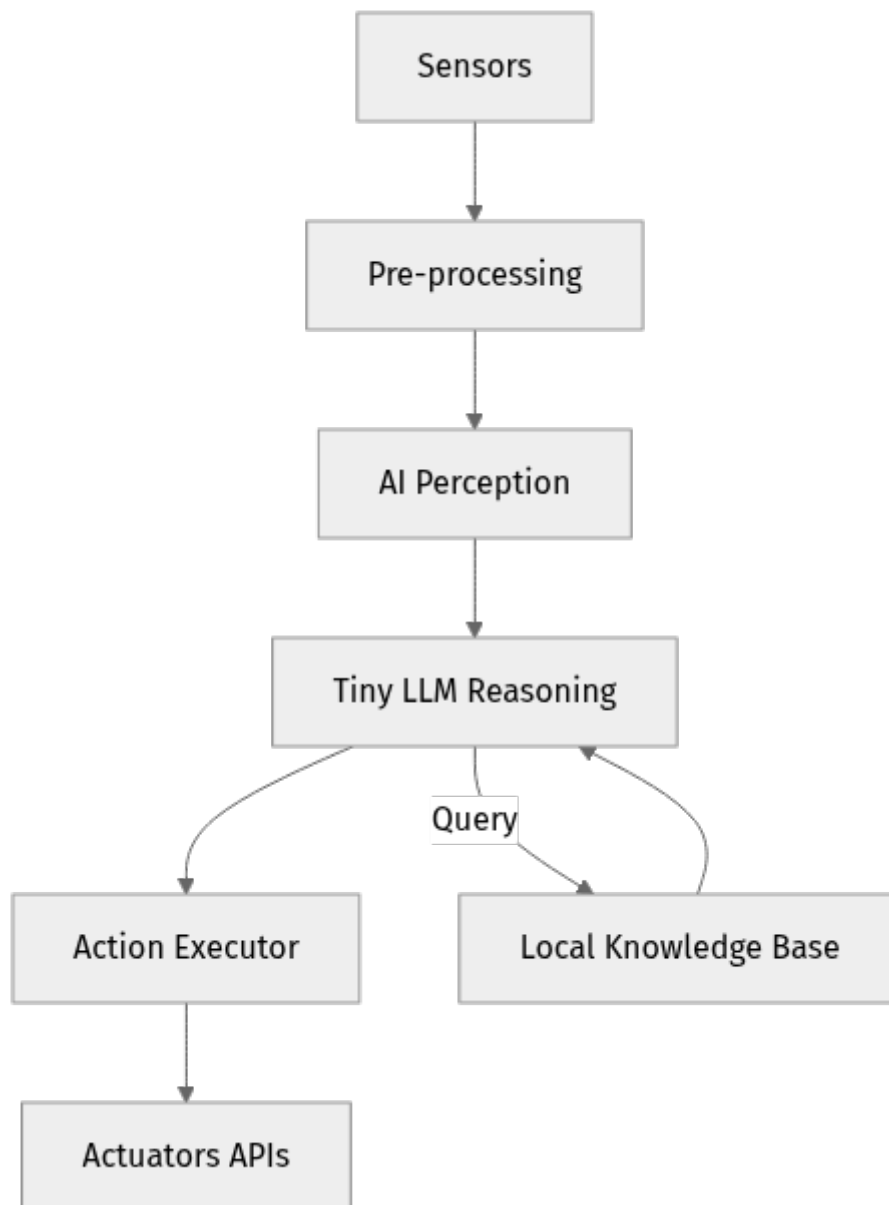 Sensors
Pre-processing
AI Perception
Tiny LLM Reasoning
Query
Action Executor
Local Knowledge Base
Actuators APIs